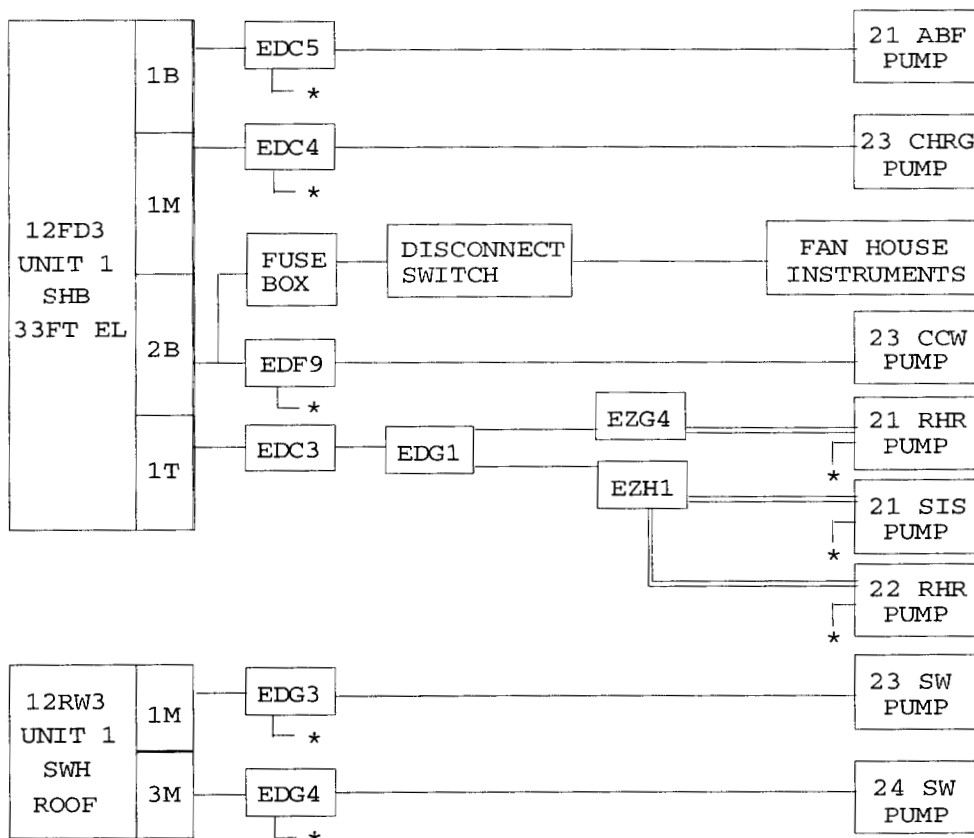 12FD3
UNIT 1
SHB
33FT EL
1B
1M
2B
1T
EDC5
*
21 ABF
PUMP
EDC4
*
23 CHRG
PUMP
FUSE
BOX
DISCONNECT
SWITCH
FAN HOUSE
INSTRUMENTS
EDF9
*
23 CCW
PUMP
EDC3
EDG1
EZG4
21 RHR
PUMP
*
EZH1
21 SIS
PUMP
*
22 RHR
PUMP
*
12RW3
UNIT 1
SWH
ROOF
1M
3M
EDG3
*
23 SW
PUMP
EDG4
*
24 SW
PUMP